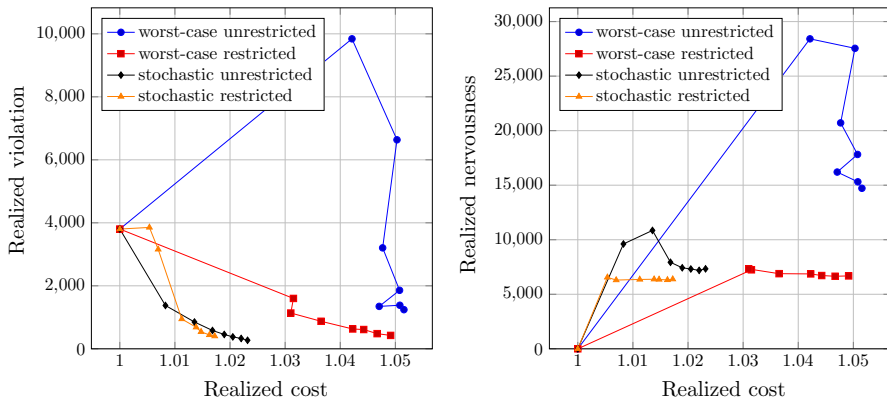 worst-case unrestricted
worst-case restricted
stochastic unrestricted
stochastic restricted
10,000
8,000
6,000
4,000
2,000
0
1
1.01
1.02
1.03
1.04
1.05
Realized cost
Realized violation
worst-case unrestricted
worst-case restricted
stochastic unrestricted
stochastic restricted
30,000
25,000
20,000
15,000
10,000
5,000
0
1
1.01
1.02
1.03
1.04
1.05
Realized cost
Realized nervousness